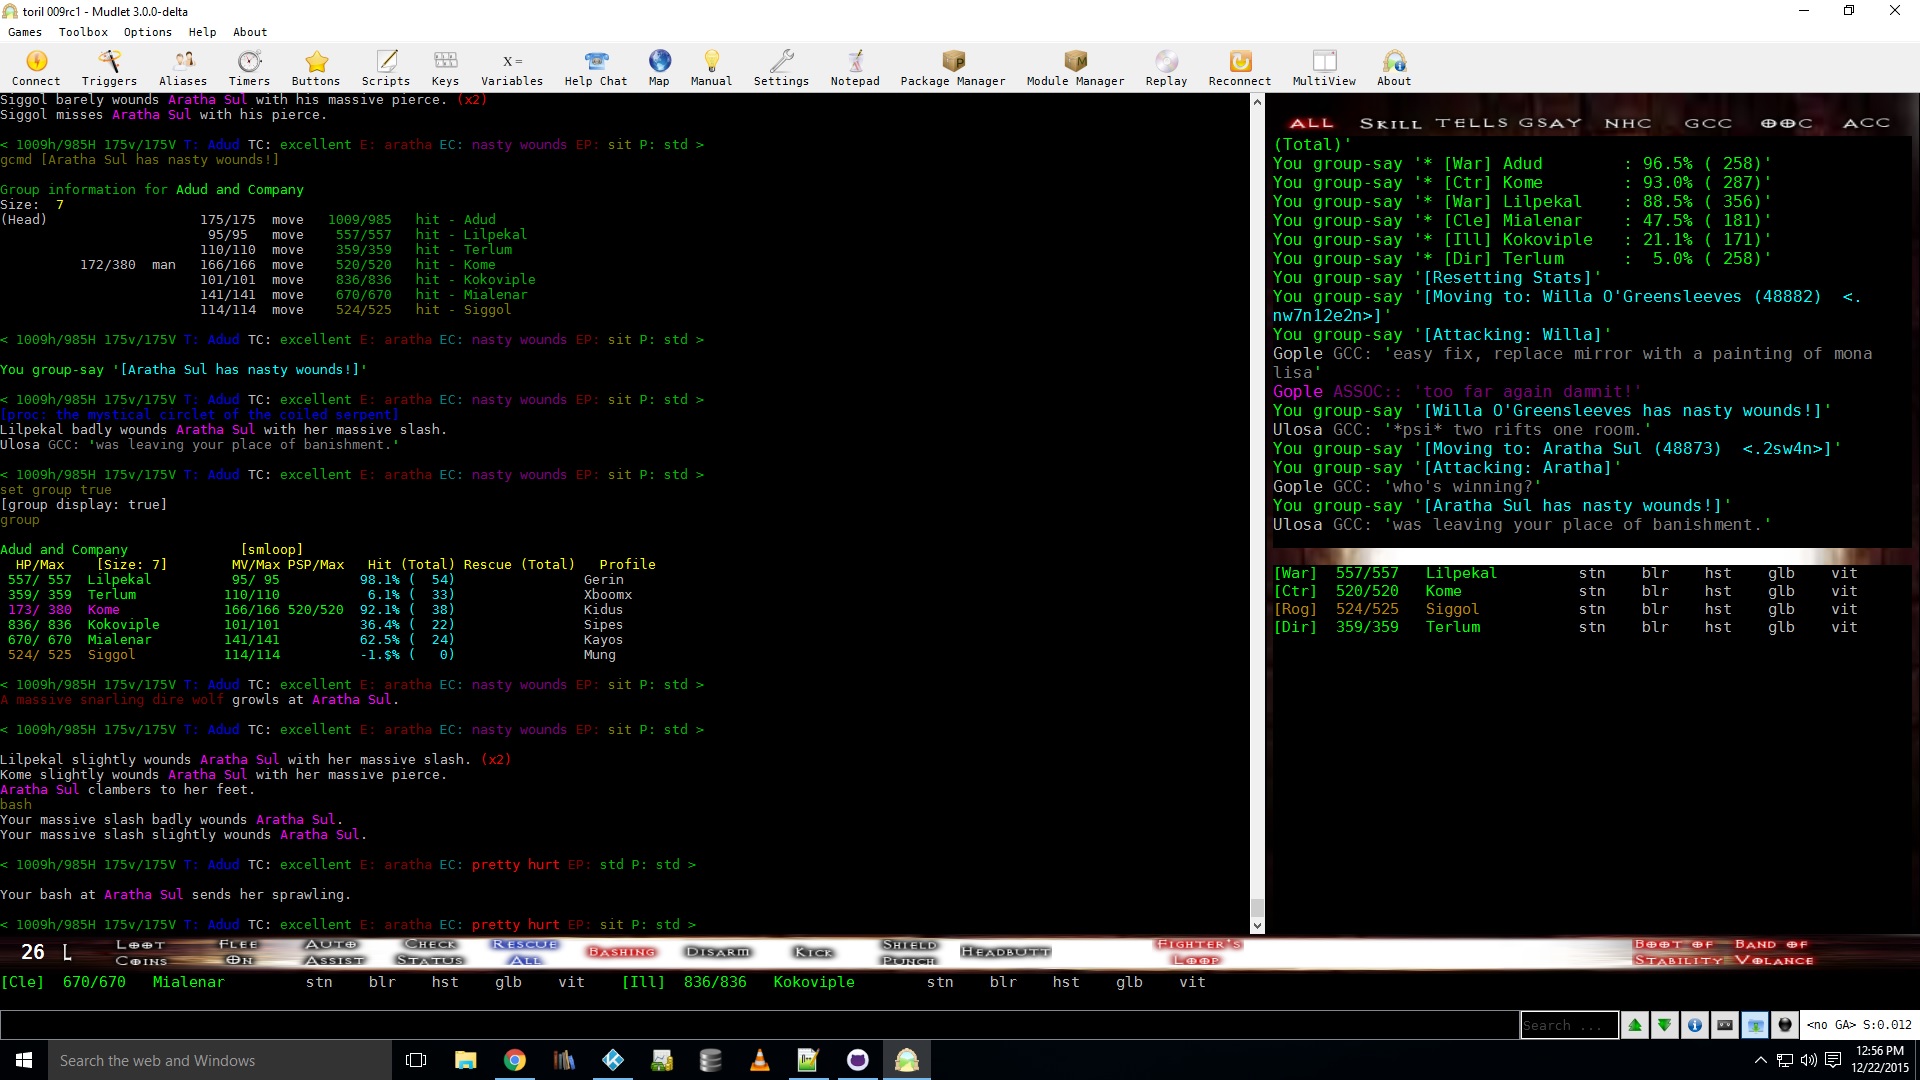 toril 009rc1 - Mudlet 3.0.0-delta
Games Toolbox Options Help About
Connect Triggers Aliases Timers Buttons Scripts Keys Variables Help Chat Map Manual Settings Notepad Package Manager Module Manager Replay Reconnect MultiView About
Siggol barely wounds Aratha Sul with his massive pierce. (x2)
Siggol misses Aratha Sul with his pierce.
< 1009h/985H 175v/175V T: Adud TC: excellent E: aratha EC: nasty wounds EP: sit P: std >
gcmd [Aratha Sul has nasty wounds!]
Group information for Adud and Company
Size: 7
(Head) 175/175 move 1009/985 hit - Adud
95/95 move 557/557 hit - Lilpekal
110/110 move 359/359 hit - Terlum
172/380 man 166/166 move 520/520 hit - Kome
101/101 move 836/836 hit - Kokoviple
141/141 move 670/670 hit - Mialenar
114/114 move 524/525 hit - Siggol
< 1009h/985H 175v/175V T: Adud TC: excellent E: aratha EC: nasty wounds EP: sit P: std >
You group-say '[Aratha Sul has nasty wounds!]'
< 1009h/985H 175v/175V T: Adud TC: excellent E: aratha EC: nasty wounds EP: sit P: std >
[proc: the mystical circlet of the coiled serpent]
Lilpekal badly wounds Aratha Sul with her massive slash.
Ulosa GCC: 'was leaving your place of banishment.'
< 1009h/985H 175v/175V T: Adud TC: excellent E: aratha EC: nasty wounds EP: sit P: std >
set group true
[group display: true]
group
Adud and Company [smloop]
HP/Max [Size: 7] MV/Max PSP/Max Hit (Total) Rescue (Total) Profile
557/ 557 Lilpekal 95/ 95 98.1% ( 54) Gerin
359/ 359 Terlum 110/110 6.1% ( 33) Xboomx
173/ 380 Kome 166/166 520/520 92.1% ( 38) Kidus
836/ 836 Kokoviple 101/101 36.4% ( 22) Sipes
670/ 670 Mialenar 141/141 62.5% ( 24) Kayos
524/ 525 Siggol 114/114 -1.$% ( 0) Mung
< 1009h/985H 175v/175V T: Adud TC: excellent E: aratha EC: nasty wounds EP: sit P: std >
A massive snarling dire wolf growls at Aratha Sul.
< 1009h/985H 175v/175V T: Adud TC: excellent E: aratha EC: nasty wounds EP: sit P: std >
Lilpekal slightly wounds Aratha Sul with her massive slash. (x2)
Kome slightly wounds Aratha Sul with her massive pierce.
Aratha Sul clambers to her feet.
bash
Your massive slash badly wounds Aratha Sul.
Your massive slash slightly wounds Aratha Sul.
< 1009h/985H 175v/175V T: Adud TC: excellent E: aratha EC: pretty hurt EP: std P: std >
Your bash at Aratha Sul sends her sprawling.
< 1009h/985H 175v/175V T: Adud TC: excellent E: aratha EC: pretty hurt EP: sit P: std >
ALL SKILL TELLS GSAY NHC GCC OOC ACC
(Total)'
You group-say '* [War] Adud : 96.5% ( 258)'
You group-say '* [Ctr] Kome : 93.0% ( 287)'
You group-say '* [War] Lilpekal : 88.5% ( 356)'
You group-say '* [Cle] Mialenar : 47.5% ( 181)'
You group-say '* [Ill] Kokoviple : 21.1% ( 171)'
You group-say '* [Dir] Terlum : 5.0% ( 258)'
You group-say '[Resetting Stats]'
You group-say '[Moving to: Willa O'Greensleeves (48882) <.
nw7n12e2n>]'
You group-say '[Attacking: Willa]'
Gople GCC: 'easy fix, replace mirror with a painting of mona
lisa'
Gople ASSOC:: 'too far again damnit!'
You group-say '[Willa O'Greensleeves has nasty wounds!]'
Ulosa GCC: '*psi* two rifts one room.'
You group-say '[Moving to: Aratha Sul (48873) <.2sw4n>]'
You group-say '[Attacking: Aratha]'
Gople GCC: 'who's winning?'
You group-say '[Aratha Sul has nasty wounds!]'
Ulosa GCC: 'was leaving your place of banishment.'
[War] 557/557 Lilpekal stn blr hst glb vit
[Ctr] 520/520 Kome stn blr hst glb vit
[Rog] 524/525 Siggol stn blr hst glb vit
[Dir] 359/359 Terlum stn blr hst glb vit
26 [ LOOT COINS FLEE ON AUTO ASSIST CHECK STATUS RESCUE ALL BASHING DISARM KICK SHIELD PUNCH HEADBUTT FIGHTER'S LOOP BOOT OF STABILITY BAND OF VOLANCE
[Cle] 670/670 Mialenar stn blr hst glb vit [Ill] 836/836 Kokoviple stn blr hst glb vit
Search ... <no GA> S:0.012
Search the web and Windows
12:56 PM
12/22/2015